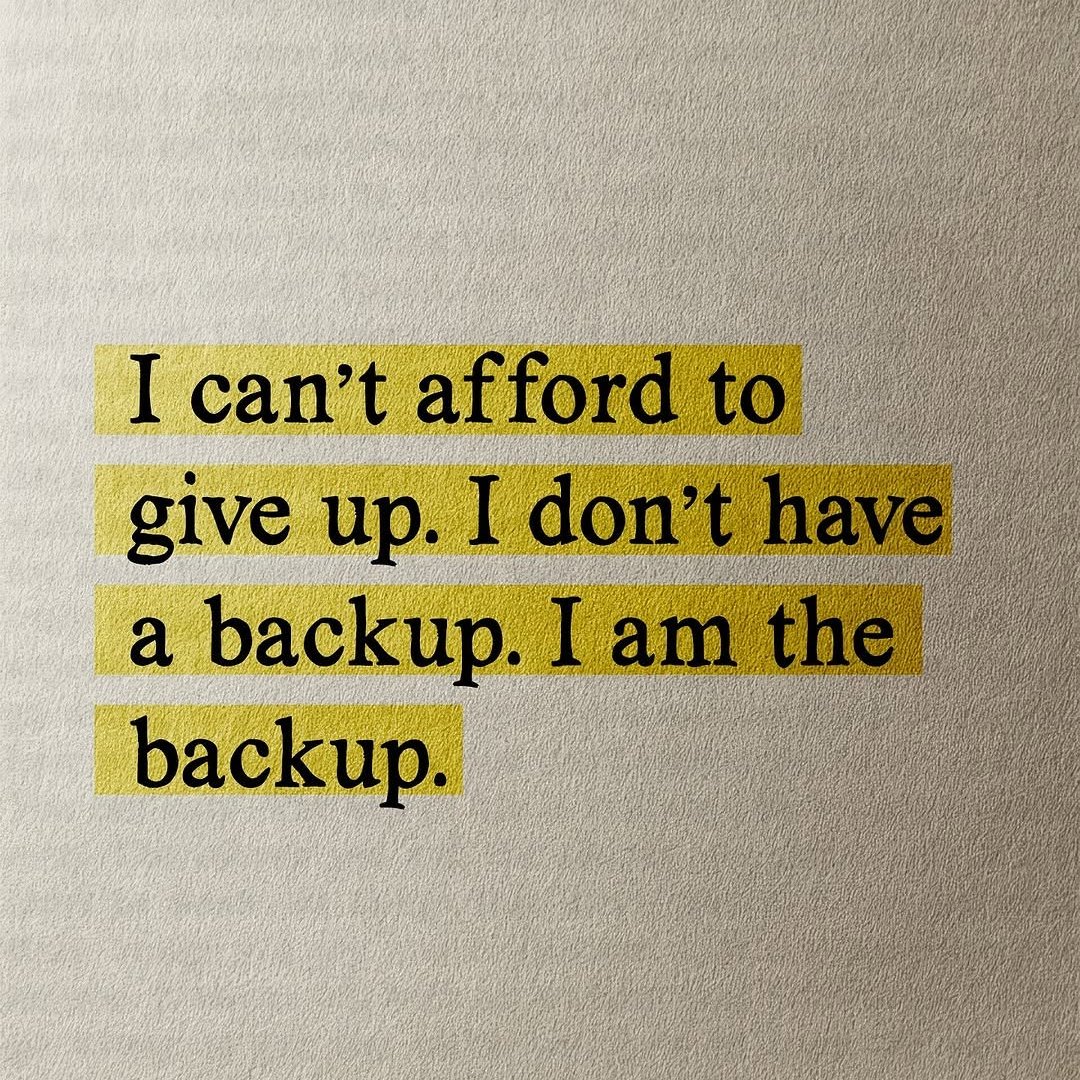 I can’t afford to
give up. I don’t have
a backup. I am the
backup.